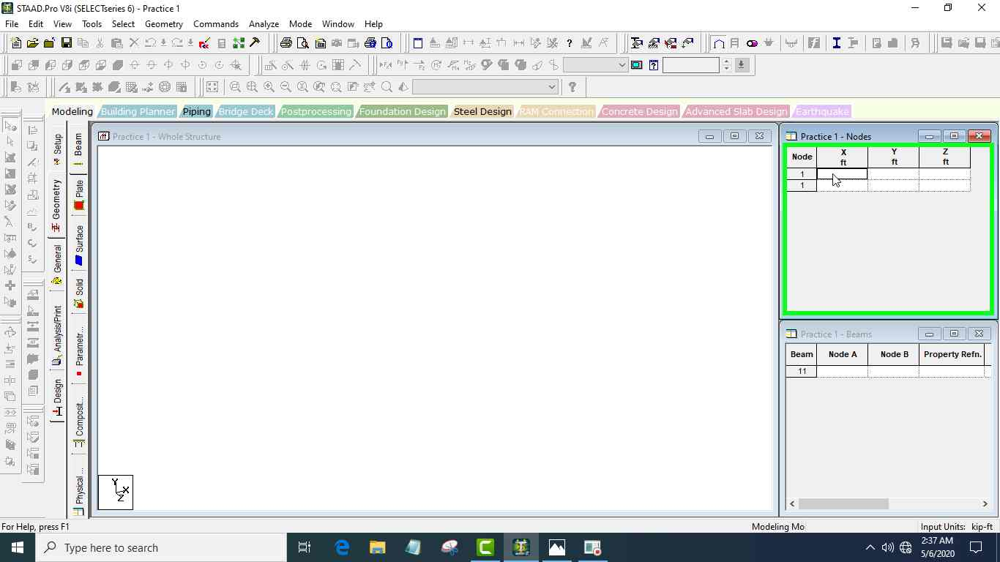 STAAD.Pro V8i (SELECTseries 6) - Practice 1
File Edit View Tools Select Geometry Commands Analyze Mode Window Help
Modeling Building Planner Piping Bridge Deck Postprocessing Foundation Design Steel Design RAM Connection Concrete Design Advanced Slab Design Earthquake
Setup
Geometry
General
Analysis/Print
Design
Beam
Plate
Surface
Solid
Parametr...
Composit...
Physical ...
Practice 1 - Whole Structure
Y
X
Z
Practice 1 - Nodes
Node X ft Y ft Z ft
1
1
Practice 1 - Beams
Beam Node A Node B Property Refn.
11
For Help, press F1 Modeling Mo Input Units: kip-ft
Type here to search
2:37 AM
5/6/2020